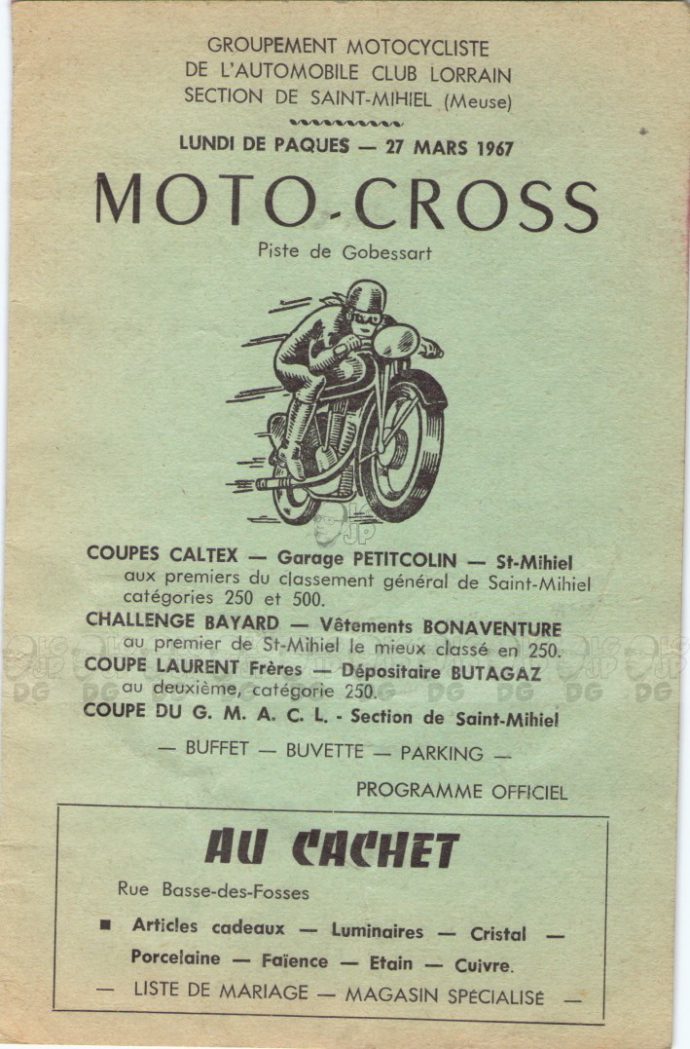 GROUPEMENT MOTOCYCLISTE
DE L'AUTOMOBILE CLUB LORRAIN
SECTION DE SAINT-MIHIEL (Meuse)
LUNDI DE PAQUES — 27 MARS 1967
MOTO-CROSS
Piste de Gobessart
COUPES CALTEX — Garage PETITCOLIN — St-Mihiel
aux premiers du classement général de Saint-Mihiel
catégories 250 et 500.
CHALLENGE BAYARD — Vêtements BONAVENTURE
au premier de St-Mihiel le mieux classé en 250.
COUPE LAURENT Frères — Dépositaire BUTAGAZ
au deuxième, catégorie 250.
COUPE DU G. M. A. C. L. - Section de Saint-Mihiel
— BUFFET — BUVETTE — PARKING —
PROGRAMME OFFICIEL
AU CACHET
Rue Basse-des-Fosses
■ Articles cadeaux — Luminaires — Cristal —
Porcelaine — Faïence — Etain — Cuivre.
— LISTE DE MARIAGE — MAGASIN SPÉCIALISÉ —